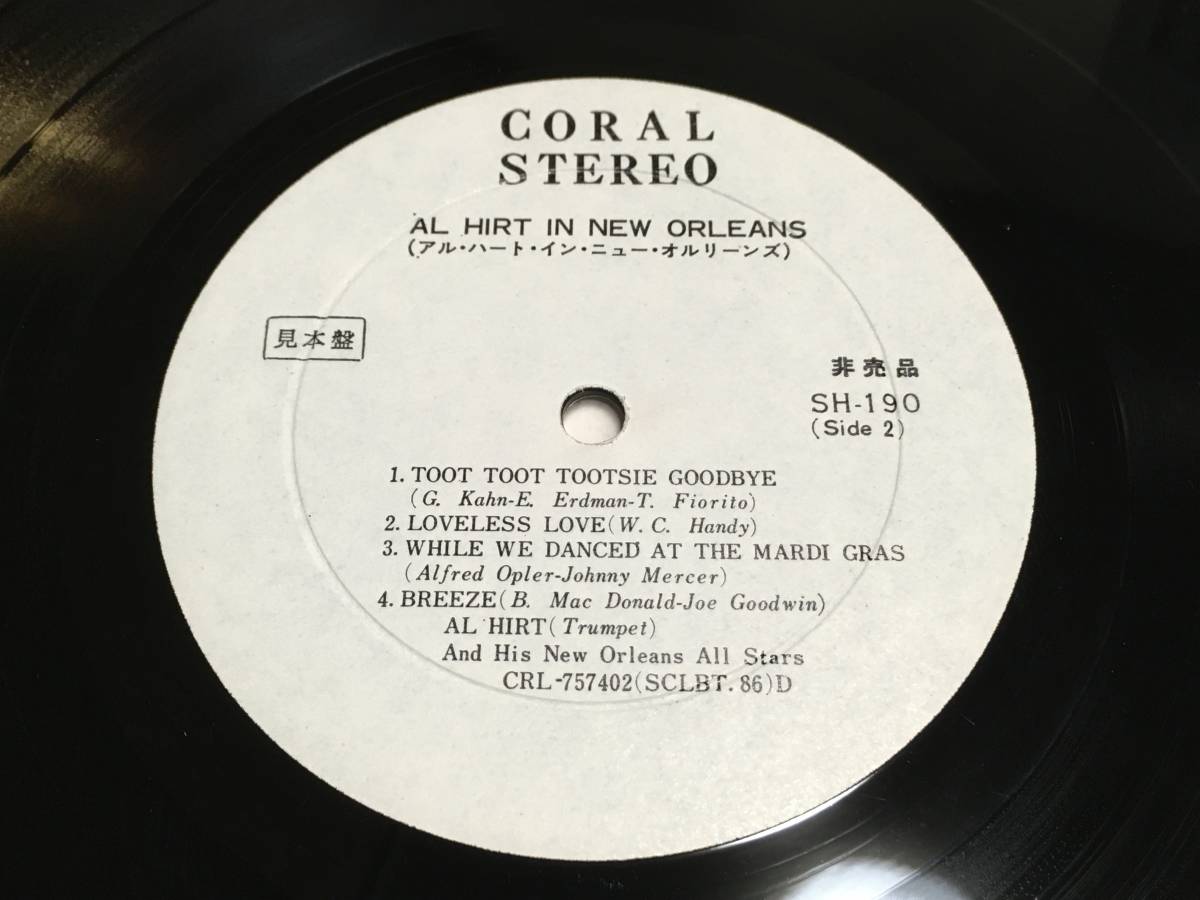 CORAL
STEREO
AL HIRT IN NEW ORLEANS
(アル・ハート・イン・ニュー・オルリーンズ)
見本盤
非売品
SH-190
(Side 2)
1. TOOT TOOT TOOTSIE GOODBYE
(G. Kahn-E. Erdman-T. Fiorito)
2. LOVELESS LOVE(W. C. Handy)
3. WHILE WE DANCED AT THE MARDI GRAS
(Alfred Opler-Johnny Mercer)
4. BREEZE(B. Mac Donald-Joe Goodwin)
AL HIRT(Trumpet)
And His New Orleans All Stars
CRL-757402(SCLBT. 86)D